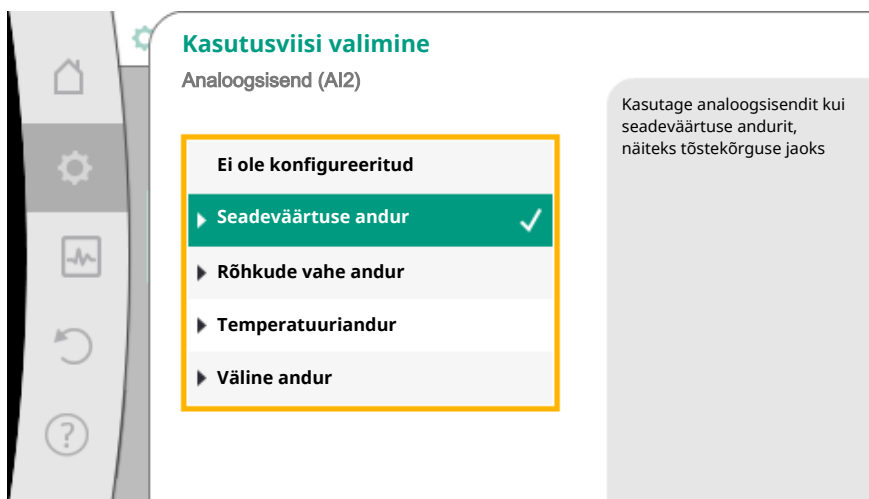 Kasutusviisi valimine
Analoogsisend (AI2)
Ei ole konfigureeritud
Seadeväärtuse andur
Rõhkude vahe andur
Temperatuuriandur
Väline andur
Kasutage analoogsisendit kui
seadeväärtuse andurit,
näiteks tõstekõrguse jaoks
?